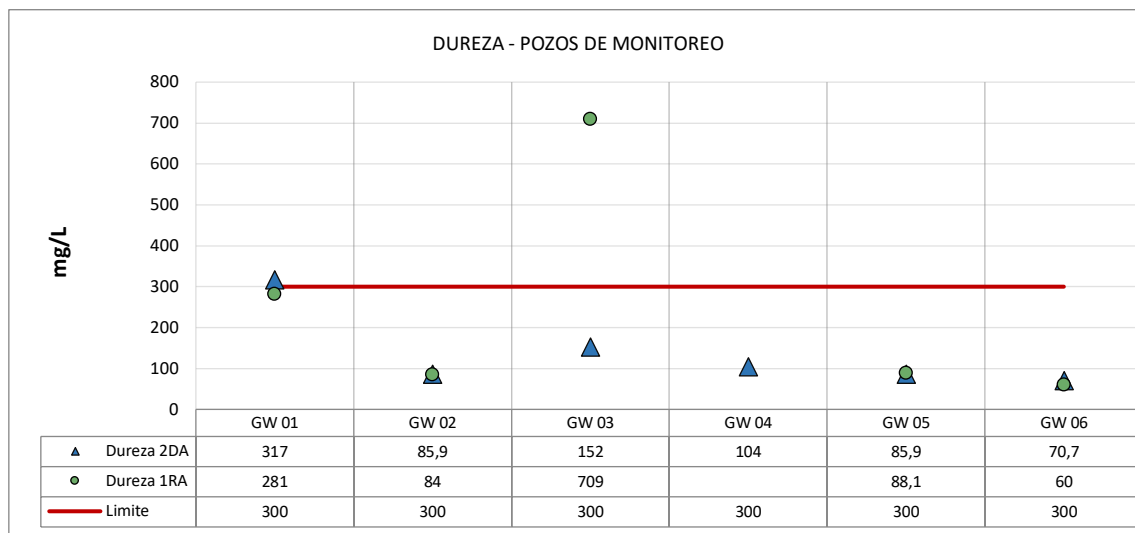 DUREZA - POZOS DE MONITOREO
mg/L
800
700
600
500
400
300
200
100
0
GW 01 GW 02 GW 03 GW 04 GW 05 GW 06
Dureza 2DA 317 85,9 152 104 85,9 70,7
Dureza 1RA 281 84 709 88,1 60
Limite 300 300 300 300 300 300